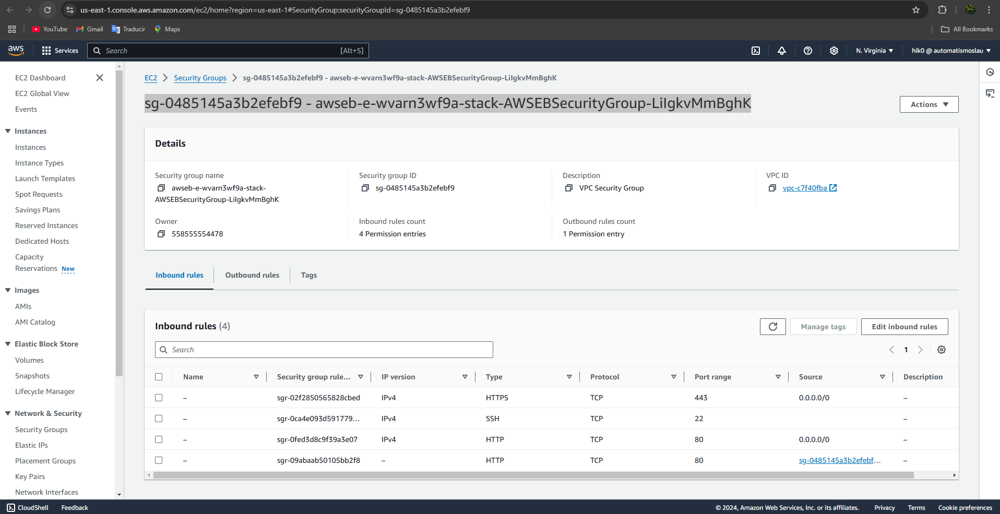 us-east-1.console.aws.amazon.com/ec2/home?region=us-east-1#SecurityGroup:securityGroupId=sg-0485145a3b2efebf9
YouTube Gmail Traducir Maps All Bookmarks
aws Services Search [Alt+S] N. Virginia hik0 @ automatismoslau
EC2 Dashboard
EC2 Global View
Events
Instances
Instances
Instance Types
Launch Templates
Spot Requests
Savings Plans
Reserved Instances
Dedicated Hosts
Capacity
Reservations New
Images
AMIs
AMI Catalog
Elastic Block Store
Volumes
Snapshots
Lifecycle Manager
Network & Security
Security Groups
Elastic IPs
Placement Groups
Key Pairs
Network Interfaces
EC2 > Security Groups > sg-0485145a3b2efebf9 - awseb-e-wvarn3wf9a-stack-AWSEBSecurityGroup-LiIgkvMmBghK
sg-0485145a3b2efebf9 - awseb-e-wvarn3wf9a-stack-AWSEBSecurityGroup-LiIgkvMmBghK
Actions
Details
Security group name
awseb-e-wvarn3wf9a-stack-
AWSEBSecurityGroup-LiIgkvMmBghK
Security group ID
sg-0485145a3b2efebf9
Description
VPC Security Group
VPC ID
vpc-c7f40fba
Owner
558555554478
Inbound rules count
4 Permission entries
Outbound rules count
1 Permission entry
Inbound rules Outbound rules Tags
Inbound rules (4)
Manage tags Edit inbound rules
Search
1
Name Security group rule... IP version Type Protocol Port range Source Description
– sgr-02f2850565828cbed IPv4 HTTPS TCP 443 0.0.0.0/0 –
– sgr-0ca4e093d591779... IPv4 SSH TCP 22 –
– sgr-0fed3d8c9f39a3e07 IPv4 HTTP TCP 80 0.0.0.0/0 –
– sgr-09abaab50105bb2f8 – HTTP TCP 80 sg-0485145a3b2efebf... –
CloudShell Feedback © 2024, Amazon Web Services, Inc. or its affiliates. Privacy Terms Cookie preferences